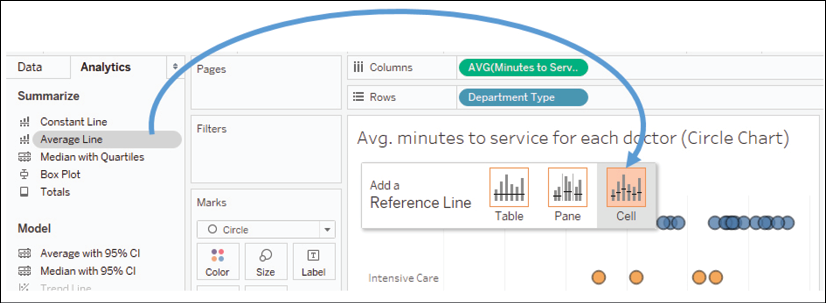 Data Analytics
Pages
Columns AVG(Minutes to Serv..
Rows Department Type
Summarize
Constant Line
Average Line
Median with Quartiles
Box Plot
Totals
Filters
Avg. minutes to service for each doctor (Circle Chart)
Add a
Reference Line
Table Pane Cell
Marks
Circle
Color Size Label
Model
Average with 95% CI
Median with 95% CI
Trend Line
Intensive Care